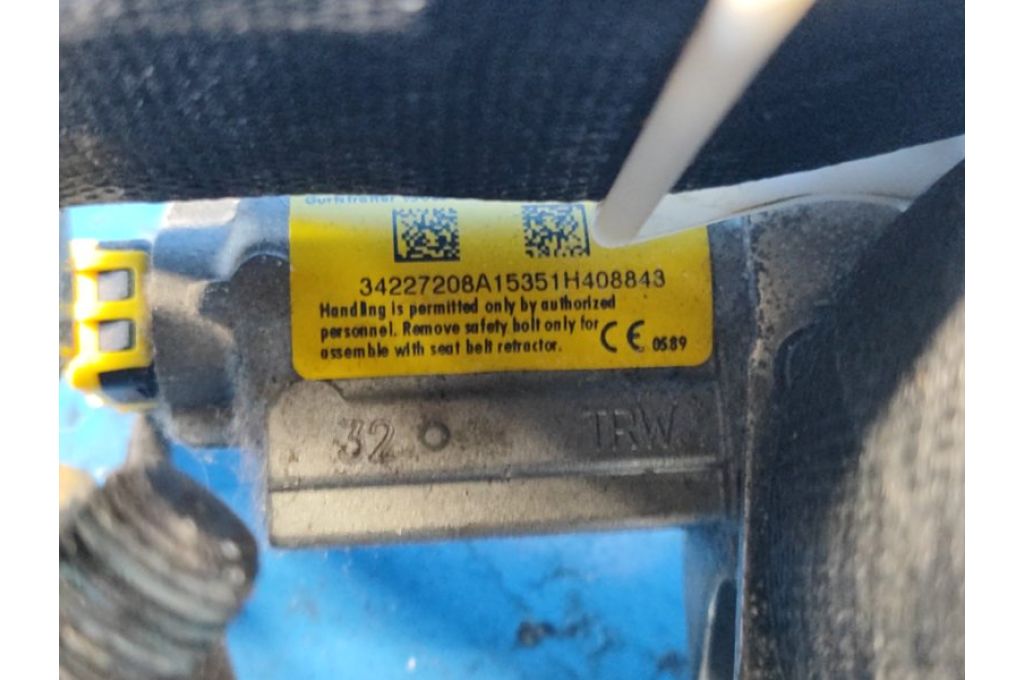 34227208A15351H408843
Handling is permitted only by authorized
personnel. Remove safety bolt only for
assemble with seat belt retractor.
CE 0589
32
TRW